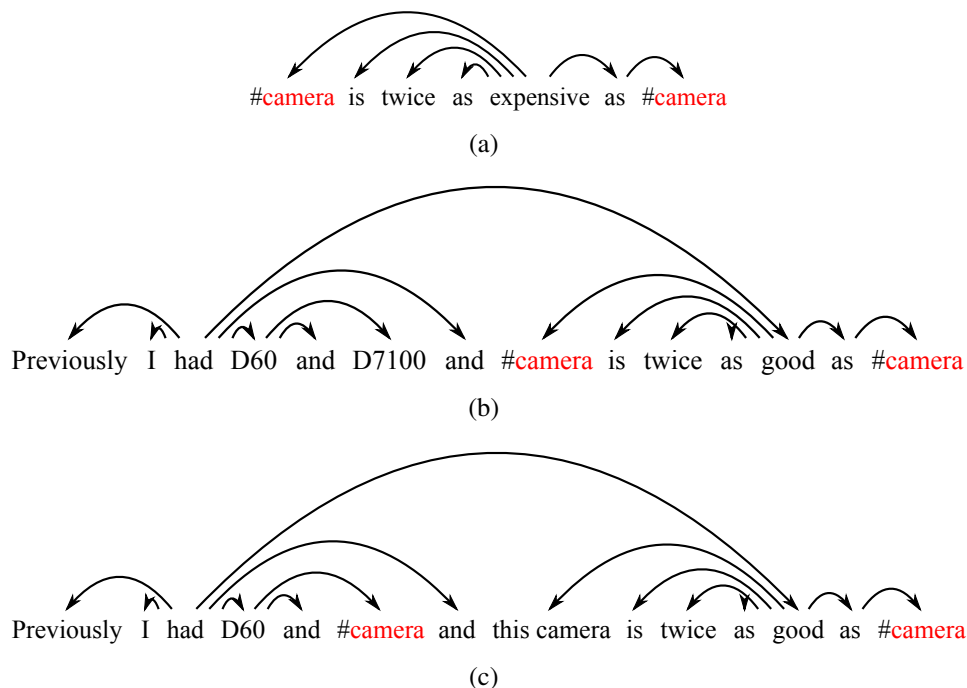 #camera is twice as expensive as #camera
(a)
Previously I had D60 and D7100 and #camera is twice as good as #camera
(b)
Previously I had D60 and #camera and this camera is twice as good as #camera
(c)